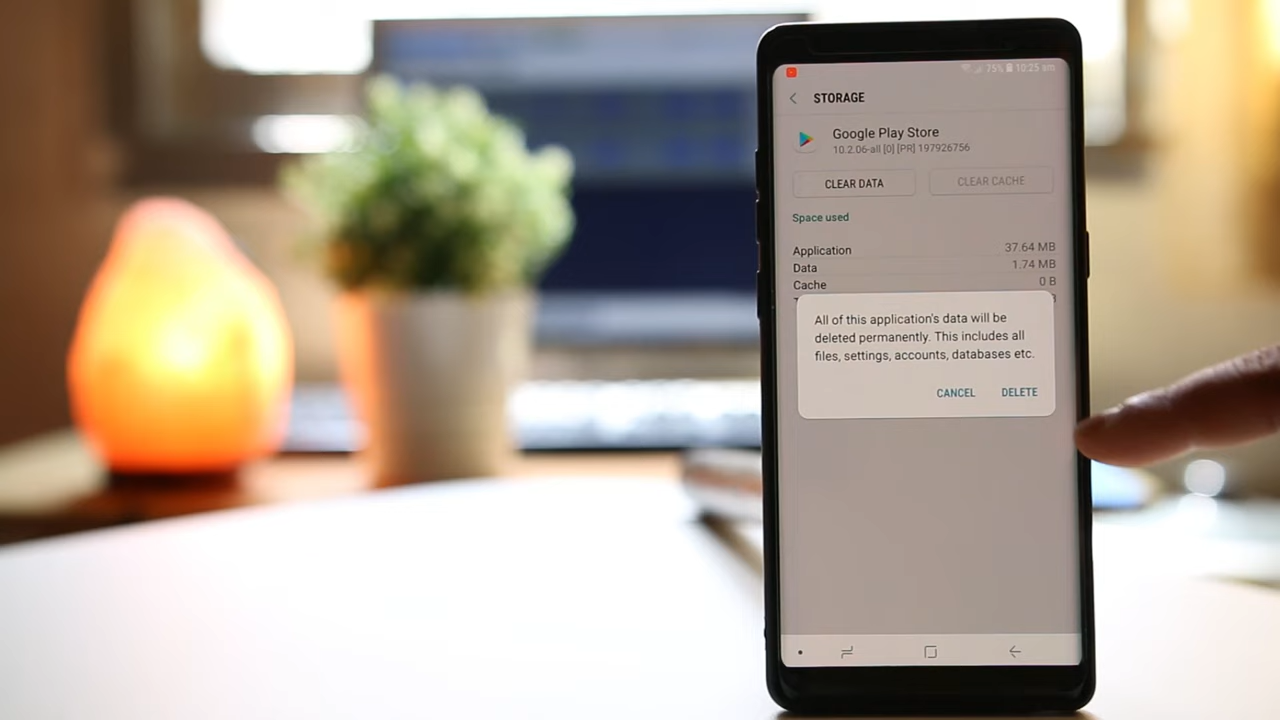 75% 10:25 am
STORAGE
Google Play Store
10.2.06-all [0] [PR] 197926756
CLEAR DATA CLEAR CACHE
Space used
Application 37.64 MB
Data 1.74 MB
Cache 0 B
All of this application's data will be
deleted permanently. This includes all
files, settings, accounts, databases etc.
CANCEL DELETE